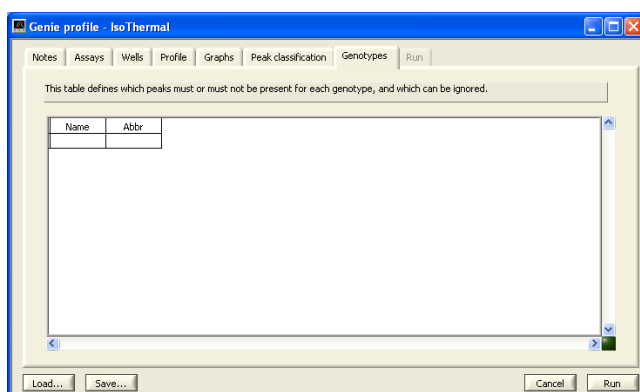 Genie profile - IsoThermal
Notes Assays Wells Profile Graphs Peak classification Genotypes Run
This table defines which peaks must or must not be present for each genotype, and which can be ignored.
Name Abbr
Load... Save... Cancel Run